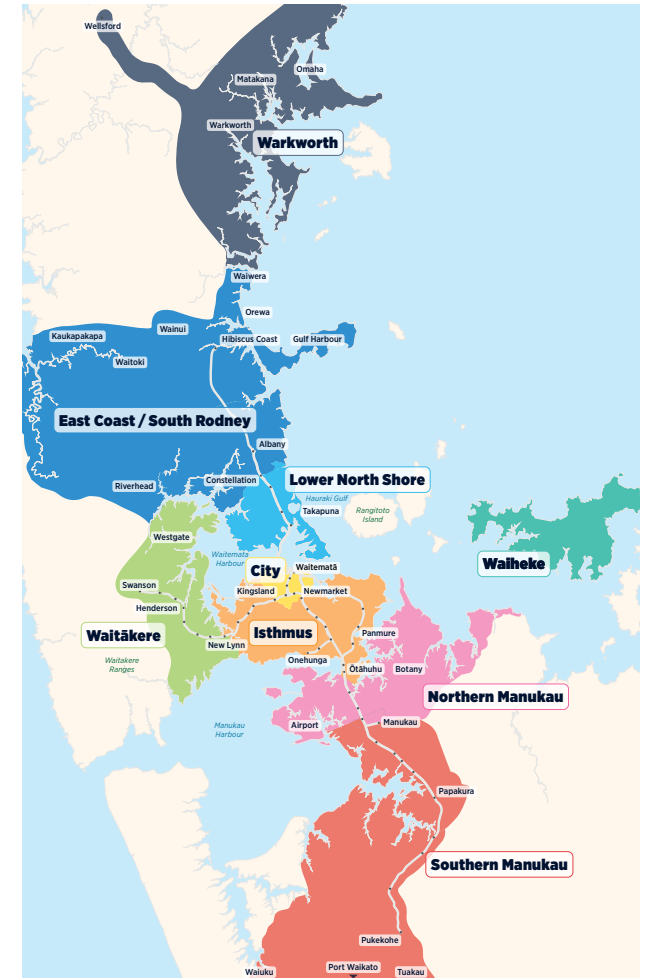 Wellsford
Omaha
Matakana
Warkworth
Warkworth
Waiwera
Orewa
Wainui
Kaukapakapa
Hibiscus Coast
Gulf Harbour
Waitoki
East Coast / South Rodney
Albany
Constellation
Lower North Shore
Riverhead
Hauraki Gulf
Takapuna
Rangitoto
Island
Westgate
Waitemata
Harbour
Waiheke
City
Waitematā
Swanson
Kingsland
Newmarket
Henderson
Waitākere
Isthmus
Panmure
New Lynn
Waitakere
Ranges
Onehunga
Ōtāhuhu
Botany
Northern Manukau
Airport
Manukau
Manukau
Harbour
Papakura
Southern Manukau
Pukekohe
Waiuku
Port Waikato
Tuakau